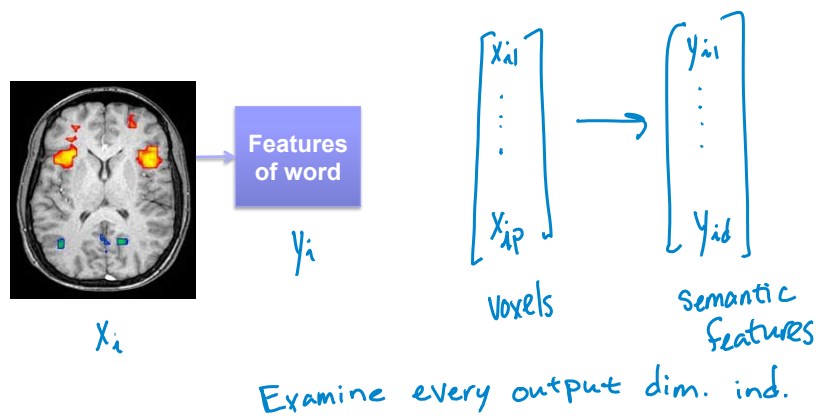 Features
of word
x_i
y_i
x_i1
x_ip
voxels
y_i1
y_id
semantic
features
Examine every output dim. ind.